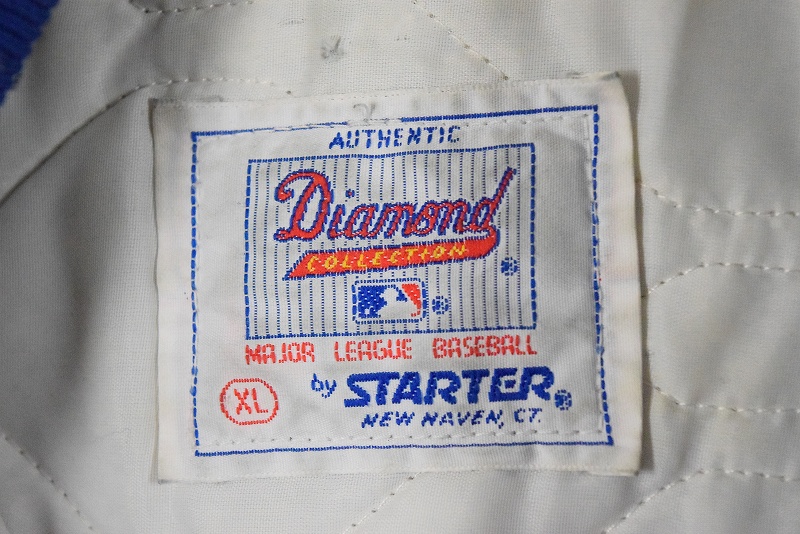 AUTHENTIC
Diamond
COLLECTION
MAJOR LEAGUE BASEBALL
XL
by STARTER®
NEW HAVEN, CT.